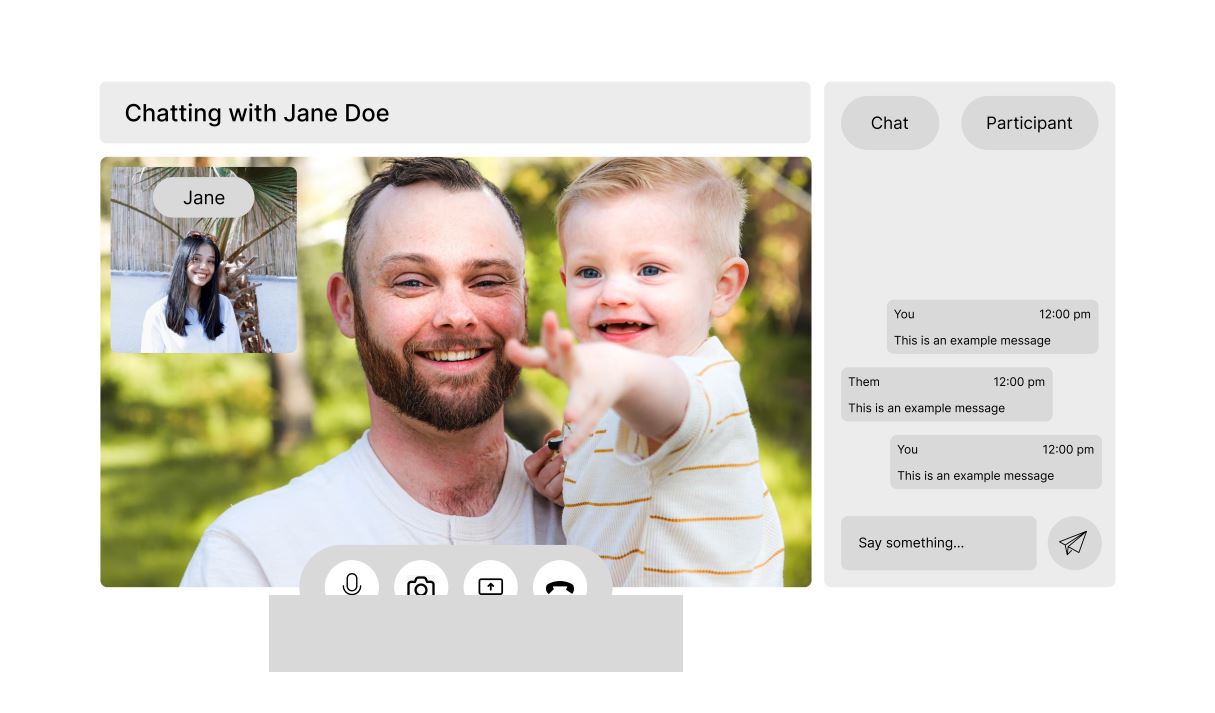 Chatting with Jane Doe
Jane
Chat
Participant
You 12:00 pm
This is an example message
Them 12:00 pm
This is an example message
You 12:00 pm
This is an example message
Say something...